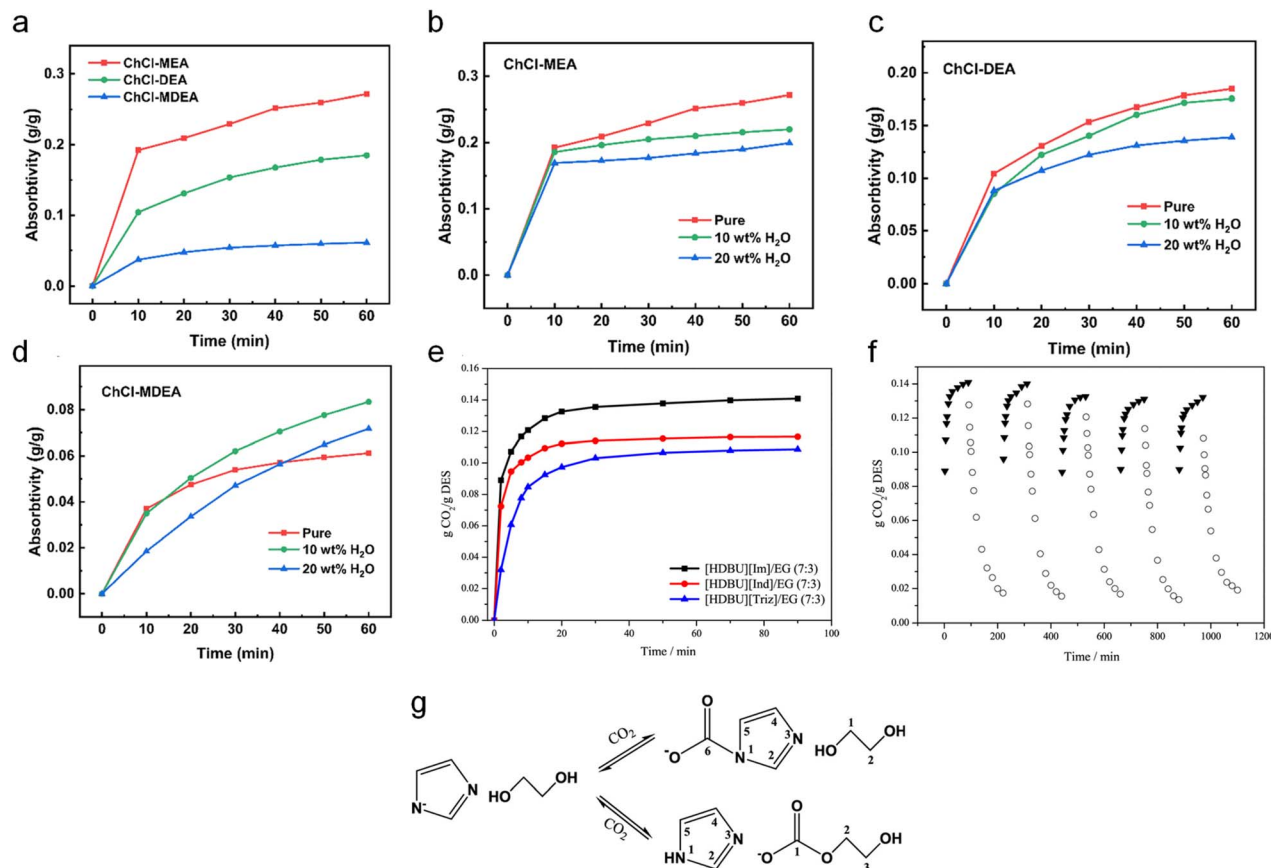 a
Absorbtivity (g/g)
0.3
0.2
0.1
0.0
ChCl-MEA
ChCl-DEA
ChCl-MDEA
0 10 20 30 40 50 60
Time (min)
b
Absorbtivity (g/g)
0.3
0.2
0.1
0.0
ChCl-MEA
Pure
10 wt% H₂O
20 wt% H₂O
0 10 20 30 40 50 60
Time (min)
c
Absorbtivity (g/g)
0.20
0.15
0.10
0.05
0.00
ChCl-DEA
Pure
10 wt% H₂O
20 wt% H₂O
0 10 20 30 40 50 60
Time (min)
d
Absorbtivity (g/g)
0.08
0.06
0.04
0.02
0.00
ChCl-MDEA
Pure
10 wt% H₂O
20 wt% H₂O
0 10 20 30 40 50 60
Time (min)
e
g CO₂/g DES
0.16
0.14
0.12
0.10
0.08
0.06
0.04
0.02
0.00
[HDBU][Im]/EG (7:3)
[HDBU][Ind]/EG (7:3)
[HDBU][Triz]/EG (7:3)
0 20 40 60 80 100
Time / min
f
g CO₂/g DES
0.14
0.12
0.10
0.08
0.06
0.04
0.02
0.00
0 200 400 600 800 1000 1200
Time / min
g
N⁻ N HO OH
CO₂
CO₂
O
⁻O 6 N 1 2 N 3 4 5
HO 1 2 OH
HN 1 2 N 3 4 5
O
⁻O 1 O 2 3 OH